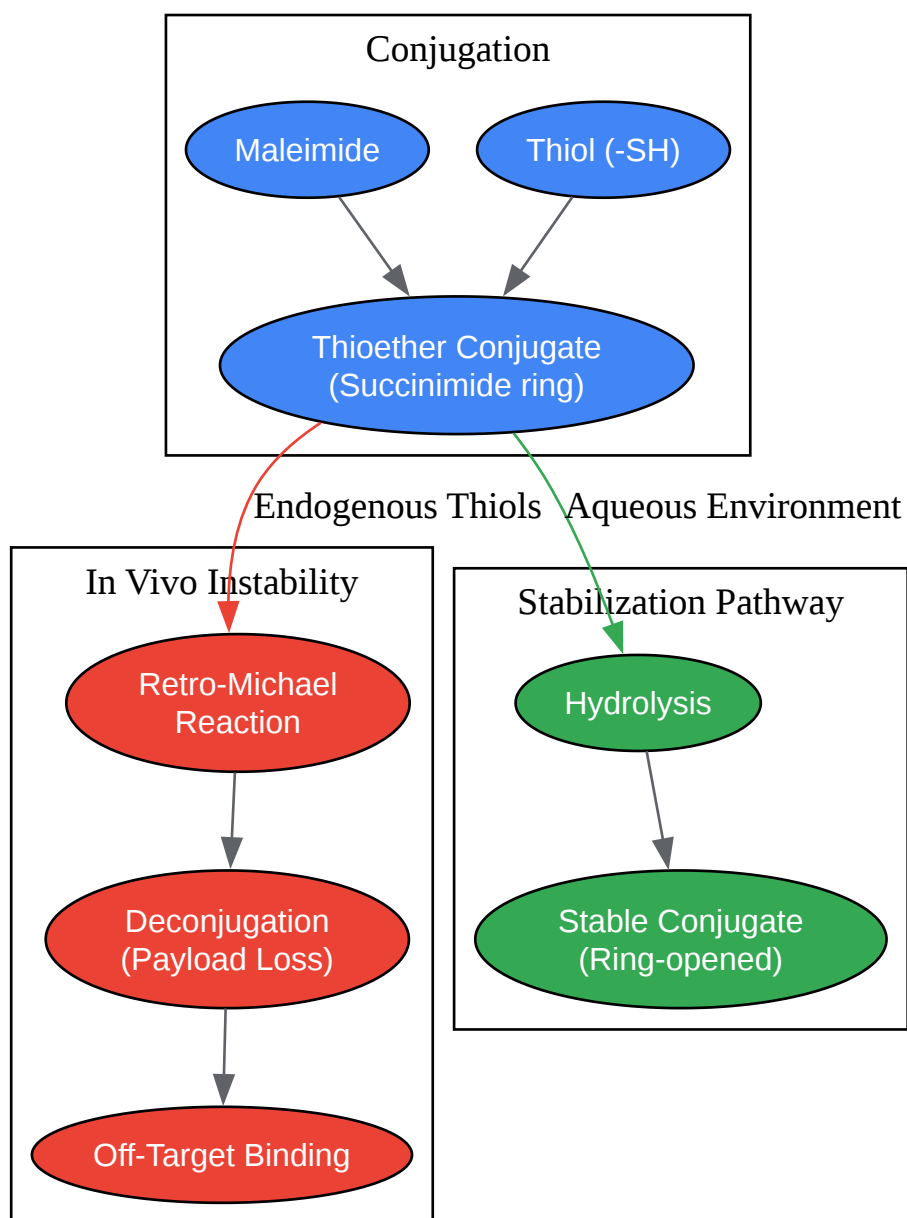 Conjugation
Maleimide
Thiol (-SH)
Thioether Conjugate
(Succinimide ring)
Endogenous Thiols
Aqueous Environment
In Vivo Instability
Retro-Michael
Reaction
Deconjugation
(Payload Loss)
Off-Target Binding
Stabilization Pathway
Hydrolysis
Stable Conjugate
(Ring-opened)